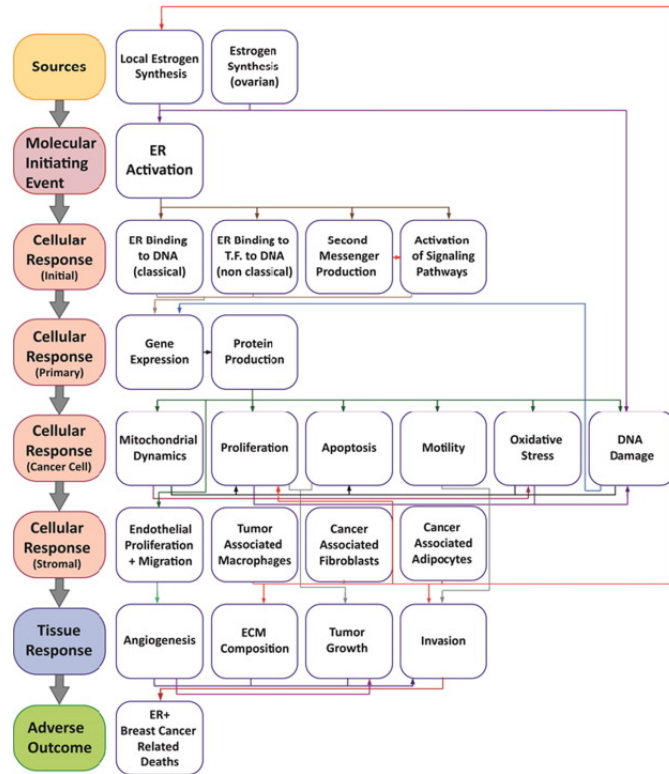 Sources
Local Estrogen
Synthesis
Estrogen
Synthesis
(ovarian)
Molecular
Initiating
Event
ER
Activation
Cellular
Response
(Initial)
ER Binding
to DNA
(classical)
ER Binding to
T.F. to DNA
(non classical)
Second
Messenger
Production
Activation
of Signaling
Pathways
Cellular
Response
(Primary)
Gene
Expression
Protein
Production
Cellular
Response
(Cancer Cell)
Mitochondrial
Dynamics
Proliferation
Apoptosis
Motility
Oxidative
Stress
DNA
Damage
Cellular
Response
(Stromal)
Endothelial
Proliferation
+ Migration
Tumor
Associated
Macrophages
Cancer
Associated
Fibroblasts
Cancer
Associated
Adipocytes
Tissue
Response
Angiogenesis
ECM
Composition
Tumor
Growth
Invasion
Adverse
Outcome
ER+
Breast Cancer
Related
Deaths